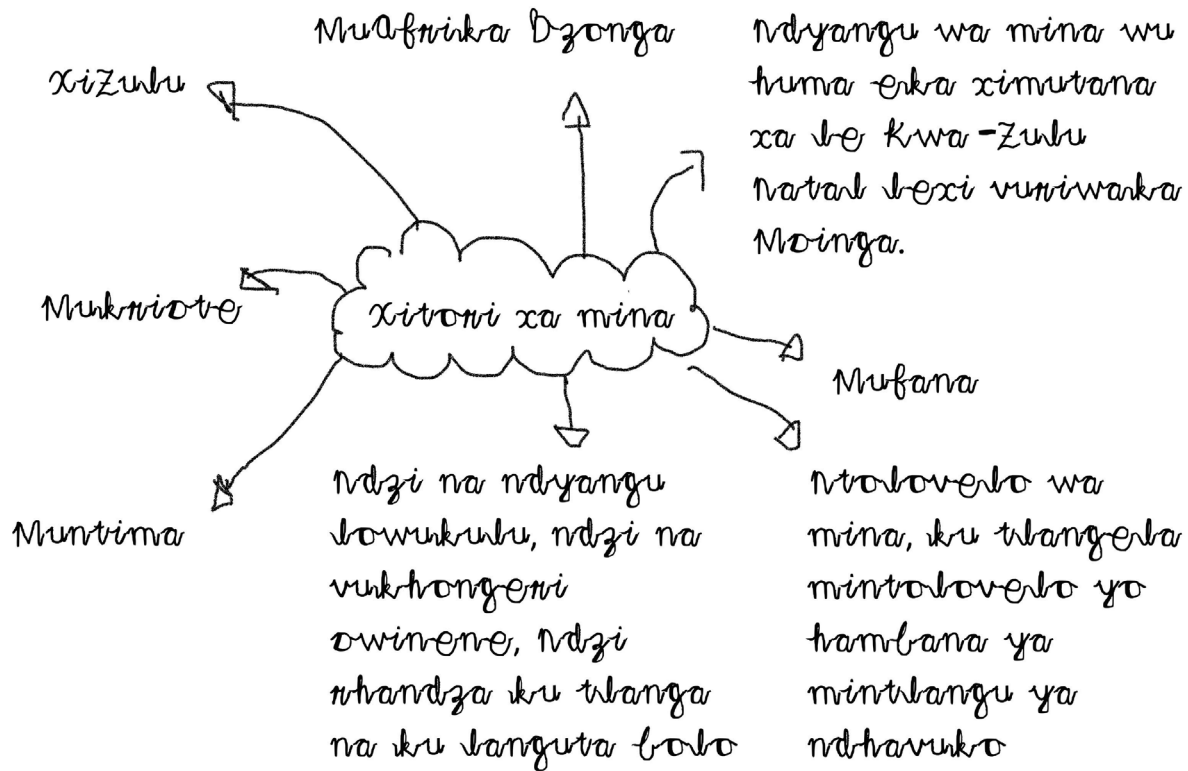 MuAfrika Dzonga
xiZulu
Ndyangu wa mina wu
huma eka ximutana
xa le Kwa-Zulu
Natal lexi vuriwaka
Moinga.
Mukriste
Xitori xa mina
Mufana
Muntima
Ndzi na ndyangu
lowukulu, ndzi na
vukhongeri
owinene, Ndzi
rhandza ku tlanga
na ku languta bolo
Ntolovelo wa
mina, ku tlangela
mintolovelo yo
hambana ya
mintlangu ya
ndhavuko